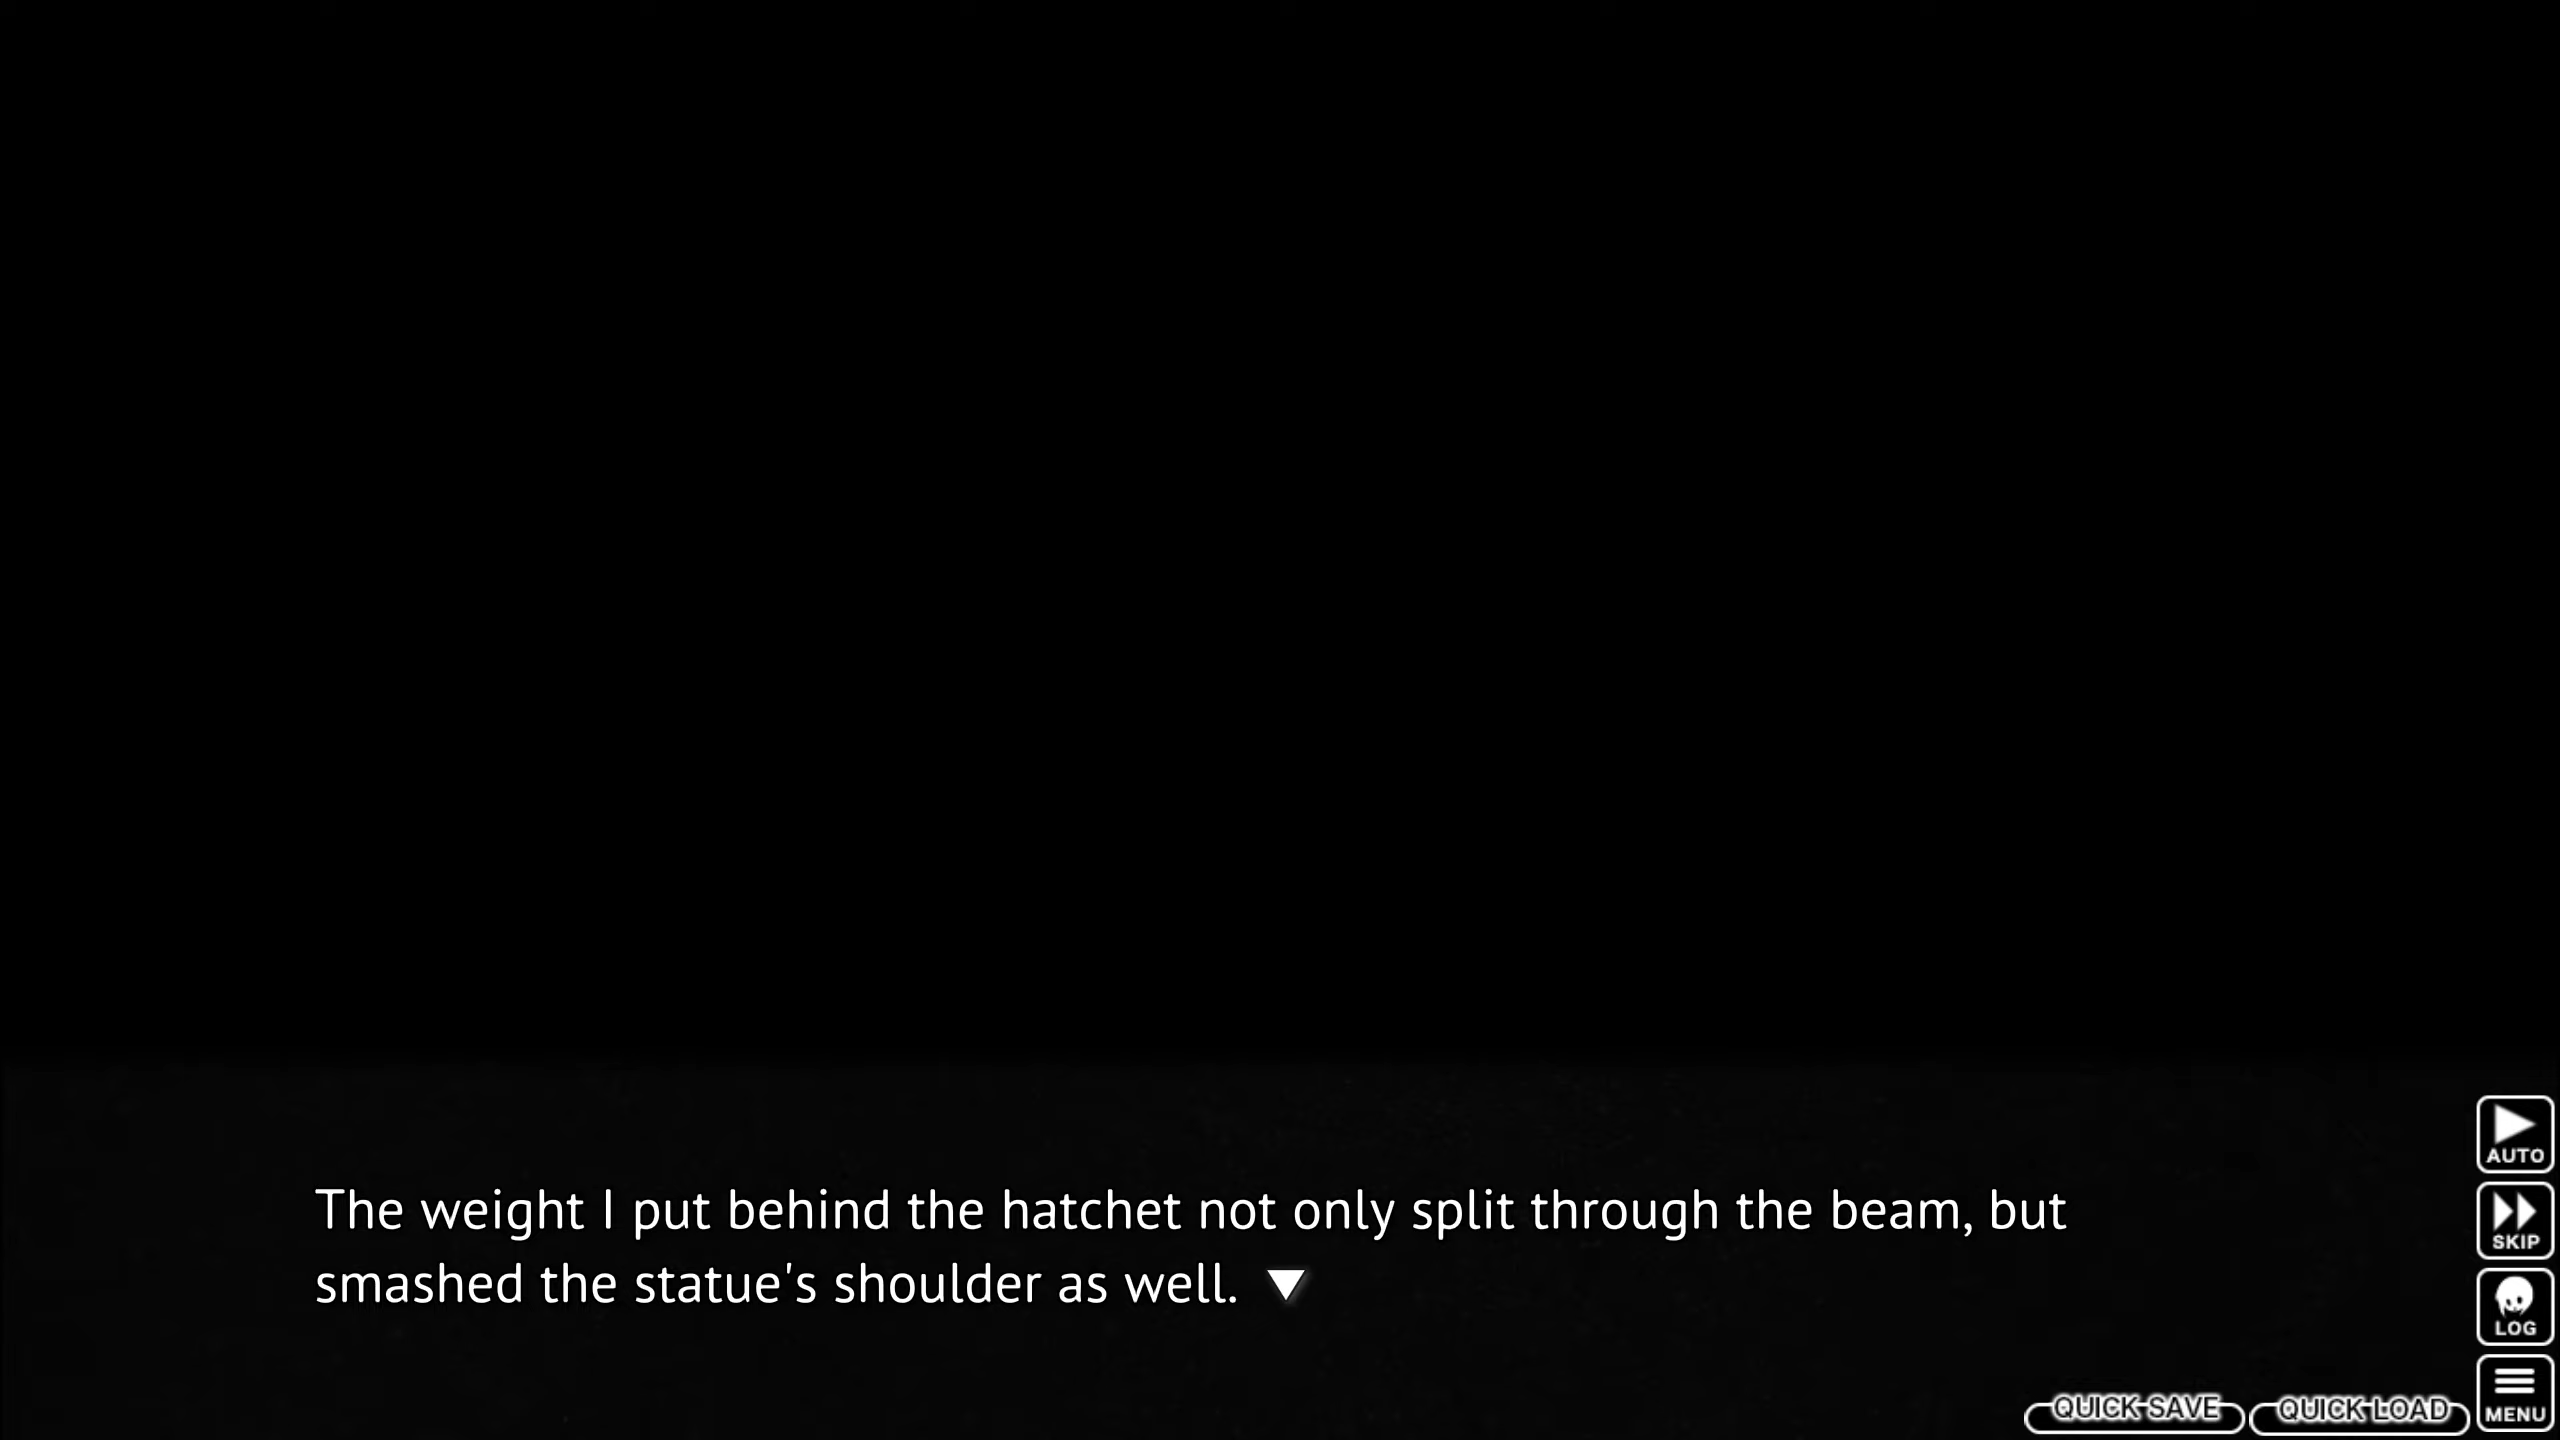 The weight I put behind the hatchet not only split through the beam, but
smashed the statue's shoulder as well.
AUTO
SKIP
LOG
MENU
QUICK SAVE
QUICK LOAD